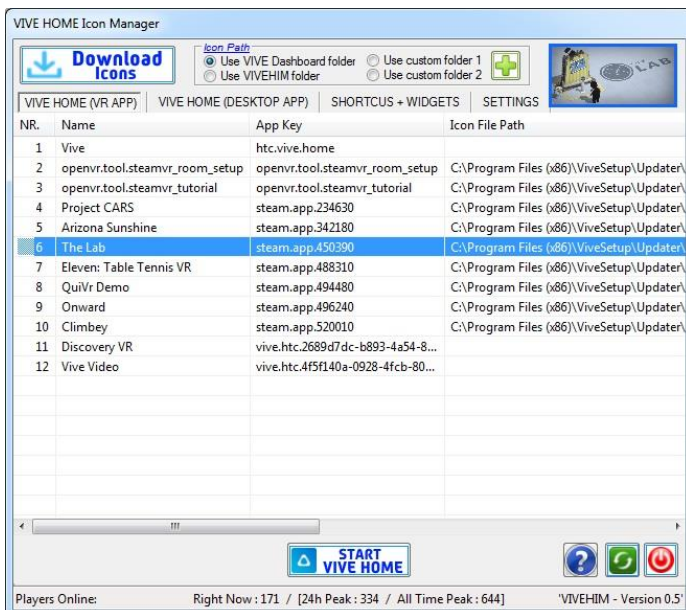 VIVE HOME Icon Manager
Download Icons
Icon Path
Use VIVE Dashboard folder
Use custom folder 1
Use VIVEHIM folder
Use custom folder 2
LAB
VIVE HOME (VR APP) VIVE HOME (DESKTOP APP) SHORTCUS + WIDGETS SETTINGS
NR. Name App Key Icon File Path
1 Vive htc.vive.home
2 openvr.tool.steamvr_room_setup openvr.tool.steamvr_room_setup C:\Program Files (x86)\ViveSetup\Updater\
3 openvr.tool.steamvr_tutorial openvr.tool.steamvr_tutorial C:\Program Files (x86)\ViveSetup\Updater\
4 Project CARS steam.app.234630 C:\Program Files (x86)\ViveSetup\Updater\
5 Arizona Sunshine steam.app.342180 C:\Program Files (x86)\ViveSetup\Updater\
6 The Lab steam.app.450390 C:\Program Files (x86)\ViveSetup\Updater\
7 Eleven: Table Tennis VR steam.app.488310 C:\Program Files (x86)\ViveSetup\Updater\
8 QuiVr Demo steam.app.494480 C:\Program Files (x86)\ViveSetup\Updater\
9 Onward steam.app.496240 C:\Program Files (x86)\ViveSetup\Updater\
10 Climbey steam.app.520010 C:\Program Files (x86)\ViveSetup\Updater\
11 Discovery VR vive.htc.2689d7dc-b893-4a54-8...
12 Vive Video vive.htc.4f5f140a-0928-4fcb-80...
START
VIVE HOME
Players Online: Right Now : 171 / [24h Peak : 334 / All Time Peak : 644] 'VIVEHIM - Version 0.5'